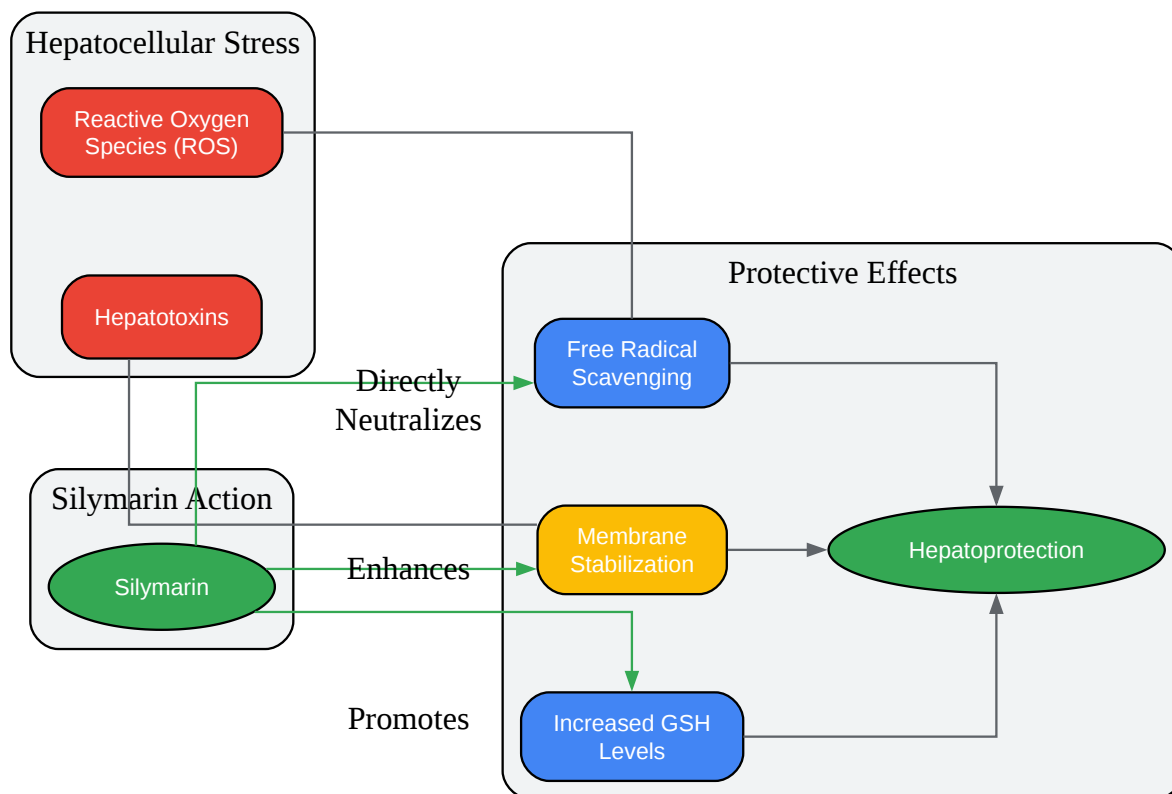 Hepatocellular Stress
Reactive Oxygen
Species (ROS)
Hepatotoxins
Protective Effects
Free Radical
Scavenging
Directly
Neutralizes
Silymarin Action
Silymarin
Enhances
Membrane
Stabilization
Hepatoprotection
Promotes
Increased GSH
Levels